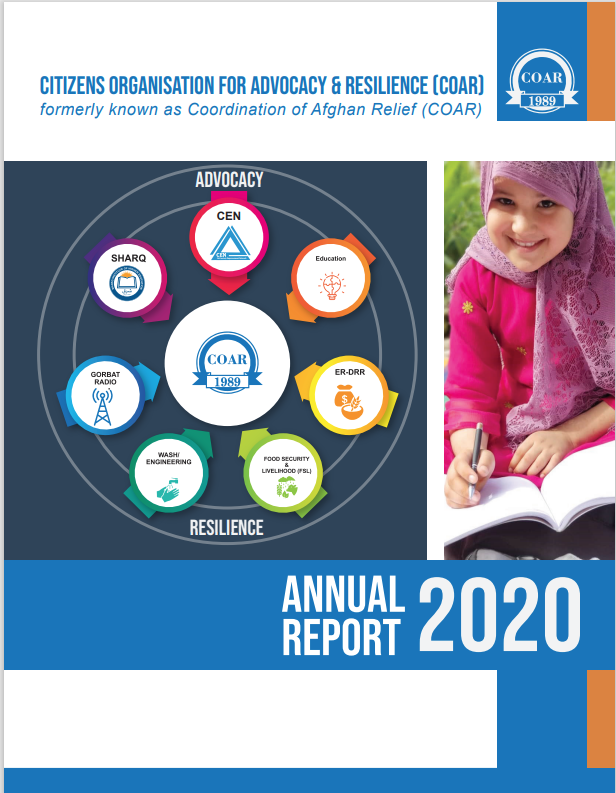 CITIZENS ORGANISATION FOR ADVOCACY & RESILIENCE (COAR)
formerly known as Coordination of Afghan Relief (COAR)
COAR
1989
ADVOCACY
CEN
CEN
SHARQ
Education
GORBAT
RADIO
COAR
1989
ER-DRR
$
WASH/
ENGINEERING
FOOD SECURITY
&
LIVELIHOOD (FSL)
RESILIENCE
ANNUAL
REPORT
2020